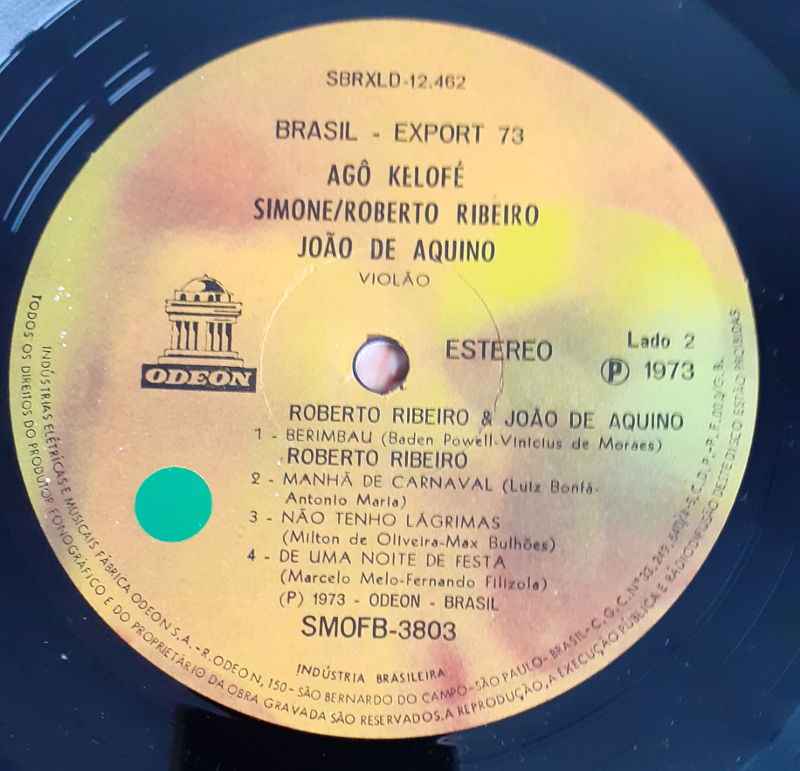 SBRXLD-12.462
BRASIL - EXPORT 73
AGÔ KELOFÉ
SIMONE/ROBERTO RIBEIRO
JOÃO DE AQUINO
VIOLÃO
ODEON
ESTÉREO
Lado 2
Ⓟ 1973
ROBERTO RIBEIRO & JOÃO DE AQUINO
1 - BERIMBAU (Baden Powell-Vinicius de Moraes)
ROBERTO RIBEIRO
2 - MANHÃ DE CARNAVAL (Luiz Bonfá-
Antonio Maria)
3 - NÃO TENHO LÁGRIMAS
(Milton de Oliveira-Max Bulhões)
4 - DE UMA NOITE DE FESTA
(Marcelo Melo-Fernando Filizola)
(P) 1973 - ODEON - BRASIL
SMOFB-3803
INDÚSTRIA BRASILEIRA
INDÚSTRIAS ELÉTRICAS E MUSICAIS FÁBRICA ODEON S.A. - R. ODEON, 150 - SÃO BERNARDO DO CAMPO - SÃO PAULO - BRASIL - C.G.C. Nº 33.249.640/
TODOS OS DIREITOS DO PRODUTOR FONOGRÁFICO E DO PROPRIETÁRIO DA OBRA GRAVADA SÃO RESERVADOS. A REPRODUÇÃO, A EXECUÇÃO PÚBLICA E RADIODIFUSÃO DESTE DISCO ESTÃO PROIBIDAS